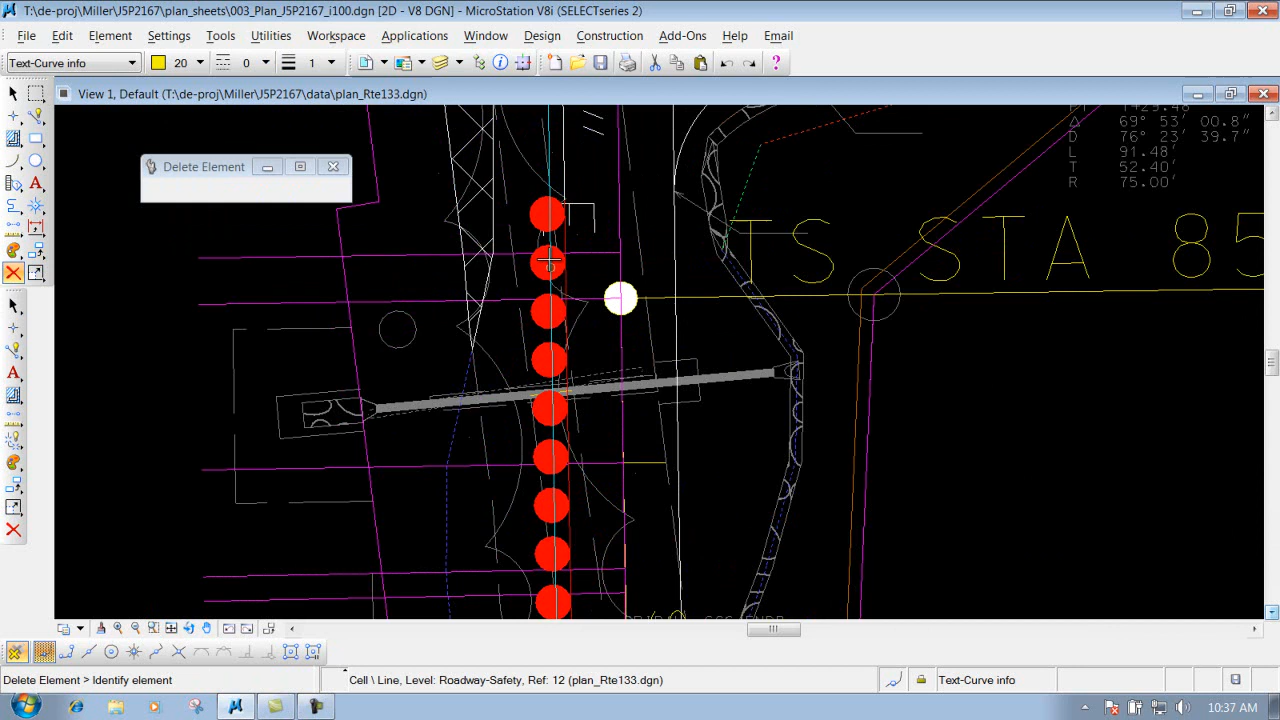 T:\de-proj\Miller\J5P2167\plan_sheets\003_Plan_J5P2167_i100.dgn [2D - V8 DGN] - MicroStation V8i (SELECTseries 2)
File Edit Element Settings Tools Utilities Workspace Applications Window Design Construction Add-Ons Help Email
Text-Curve info 20 0 1
View 1, Default (T:\de-proj\Miller\J5P2167\data\plan_Rte133.dgn)
Δ 69° 53' 00.8"
D 76° 23' 39.7"
L 91.48'
T 52.40'
R 75.00'
Delete Element
TS STA 85
Delete Element > Identify element
Cell \ Line, Level: Roadway-Safety, Ref: 12 (plan_Rte133.dgn)
Text-Curve info
10:37 AM